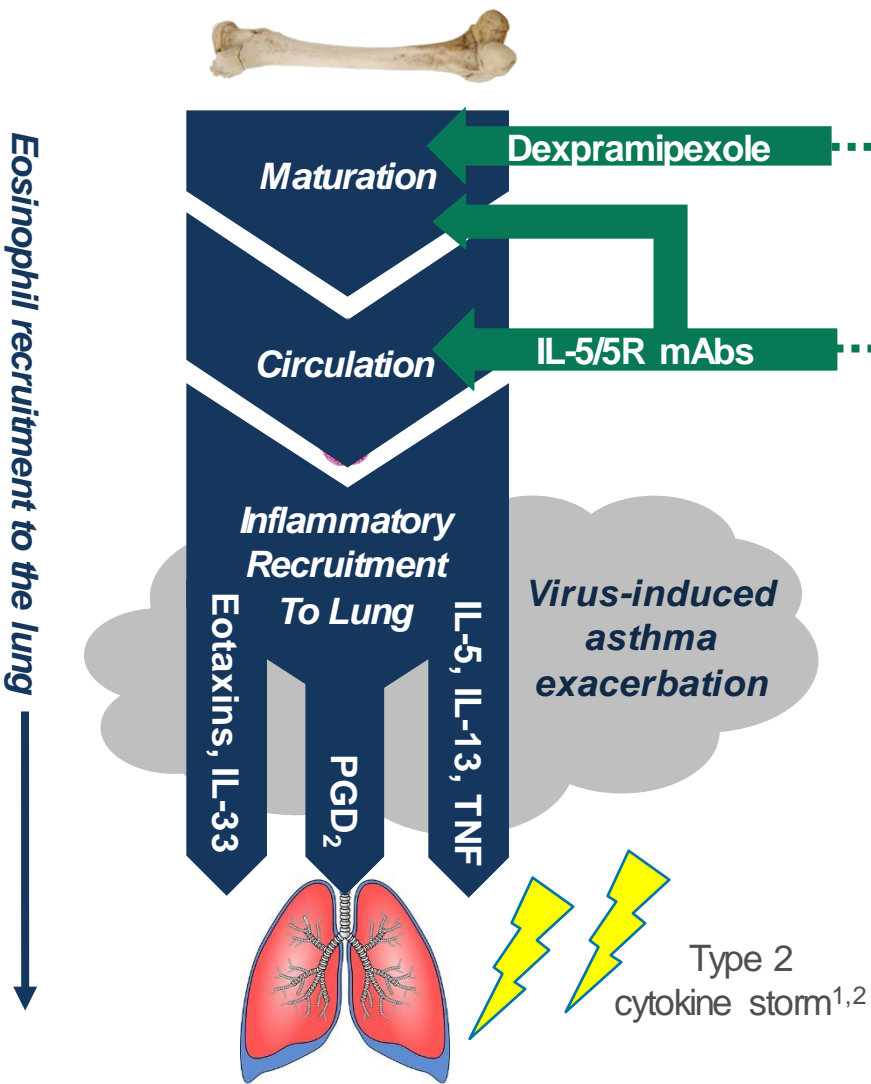 Eosinophil recruitment to the lung
Maturation
Dexpramipexole
Circulation
IL-5/5R mAbs
Inflammatory
Recruitment
To Lung
Virus-induced
asthma
exacerbation
Eotaxins, IL-33
PGD₂
IL-5, IL-13, TNF
Type 2
cytokine storm¹,²